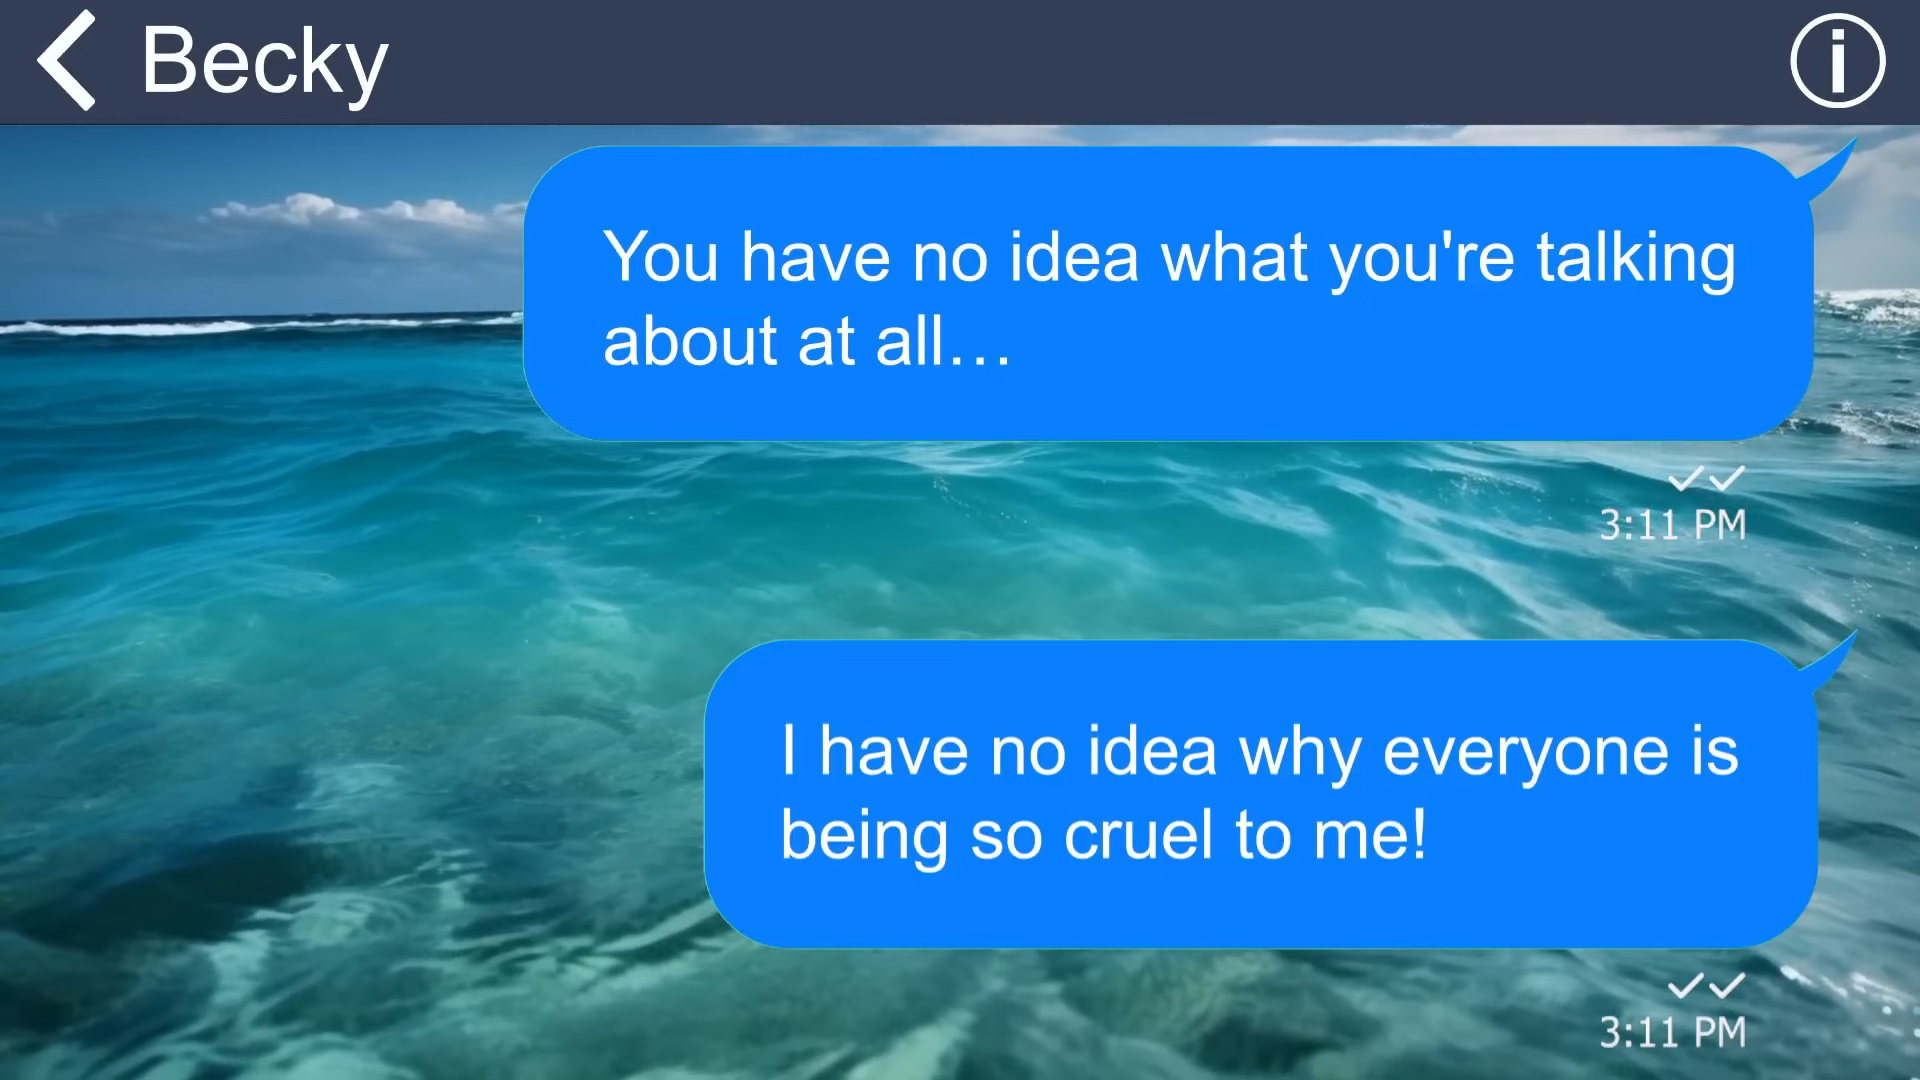 Becky
You have no idea what you're talking
about at all…
3:11 PM
I have no idea why everyone is
being so cruel to me!
3:11 PM